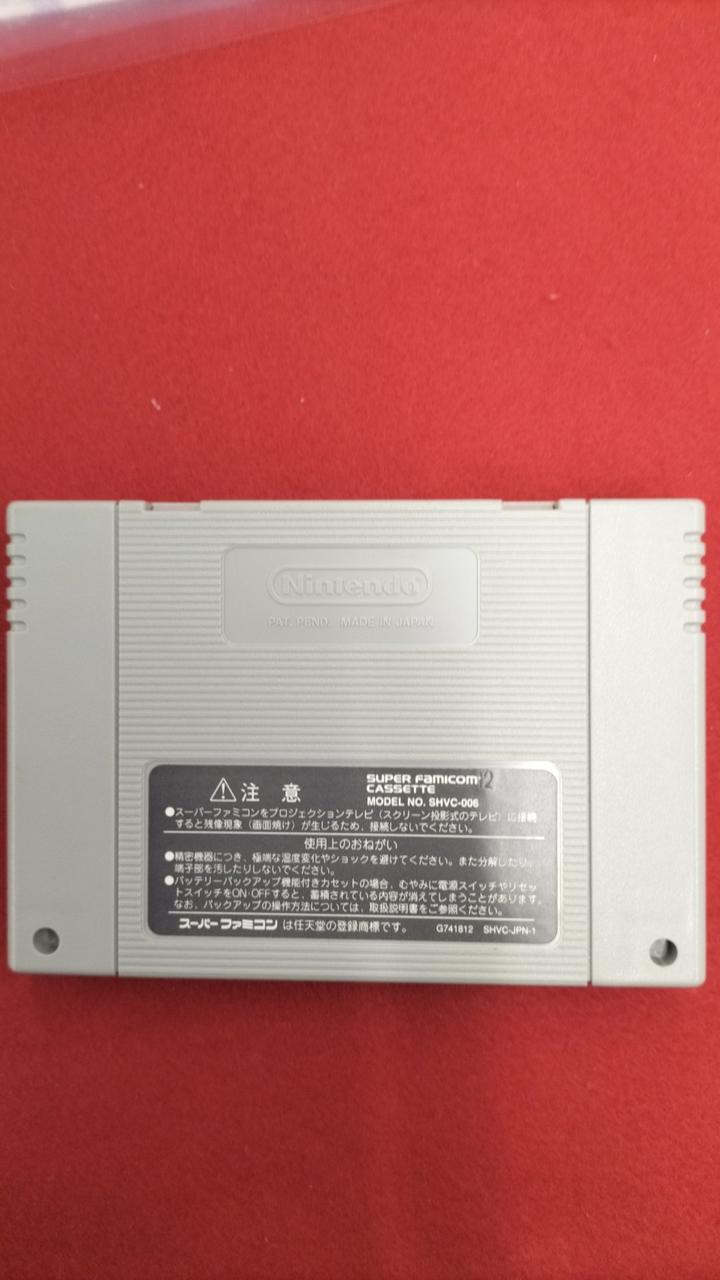 Nintendo
PAT. PEND. MADE IN JAPAN
注意
SUPER FAMICOM 12
CASSETTE
MODEL NO. SHVC-006
●スーパーファミコンをプロジェクションテレビ（スクリーン投影式のテレビ）に接続
すると残像現象（画面焼け）が生じるため、接続しないでください。
使用上のおねがい
●精密機器につき、極端な温度変化やショックを避けてください。また分解したり、
端子部を汚したりしないでください。
●バッテリーバックアップ機能付きカセットの場合、むやみに電源スイッチやリセッ
トスイッチをON・OFFすると、蓄積されている内容が消えてしまうことがあります。
なお、バックアップの操作方法については、取扱説明書をご参照ください。
スーパーファミコン は任天堂の登録商標です。 G741812 SHVC-JPN-1